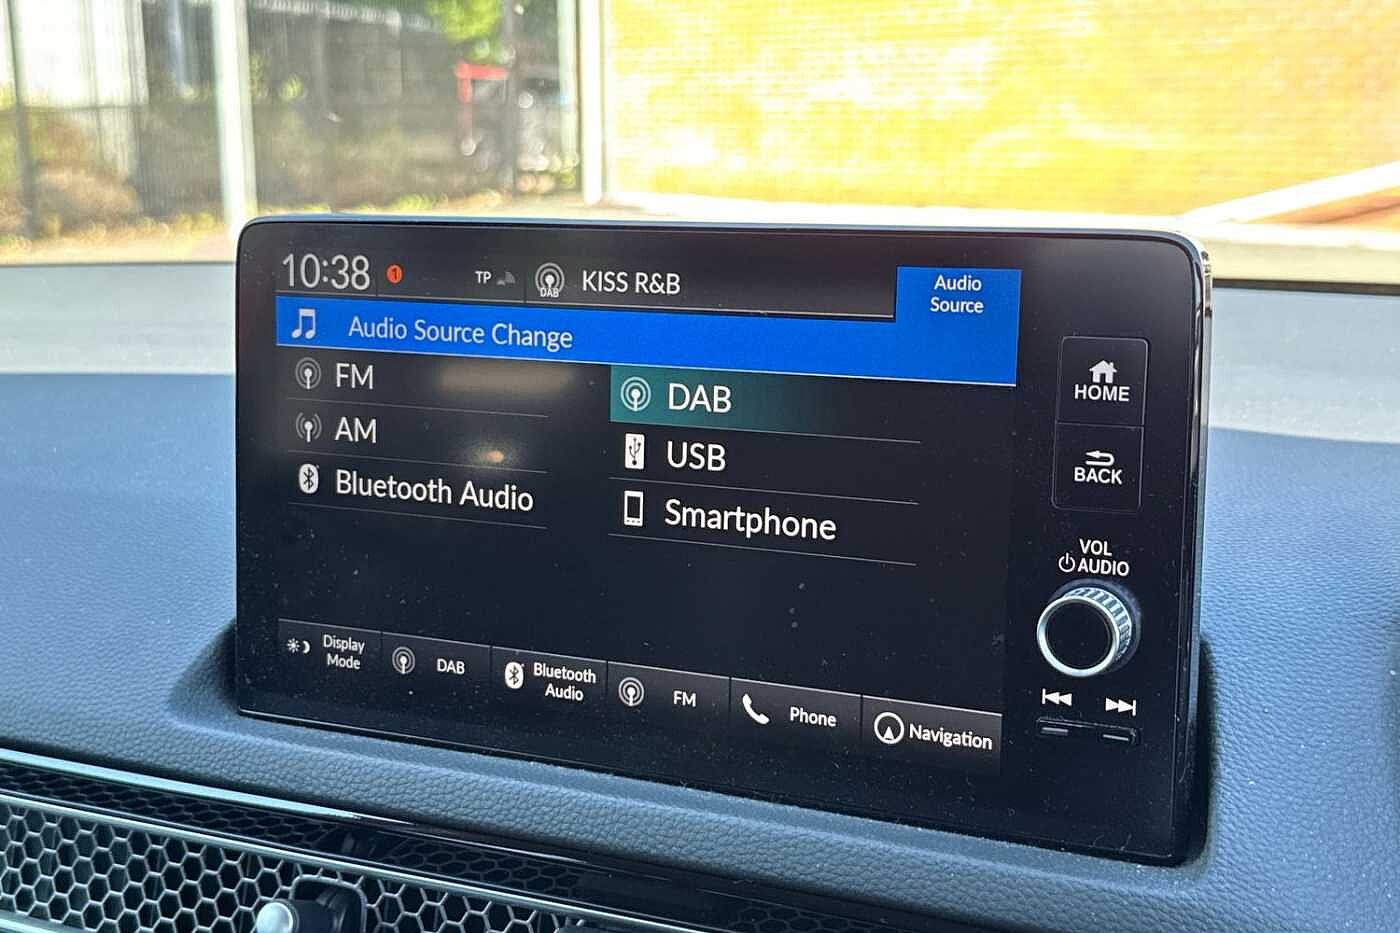 10:38
1
TP
DAB
KISS R&B
Audio
Source
Audio Source Change
FM
AM
Bluetooth Audio
DAB
USB
Smartphone
Display
Mode
DAB
Bluetooth
Audio
FM
Phone
Navigation
HOME
BACK
VOL
AUDIO